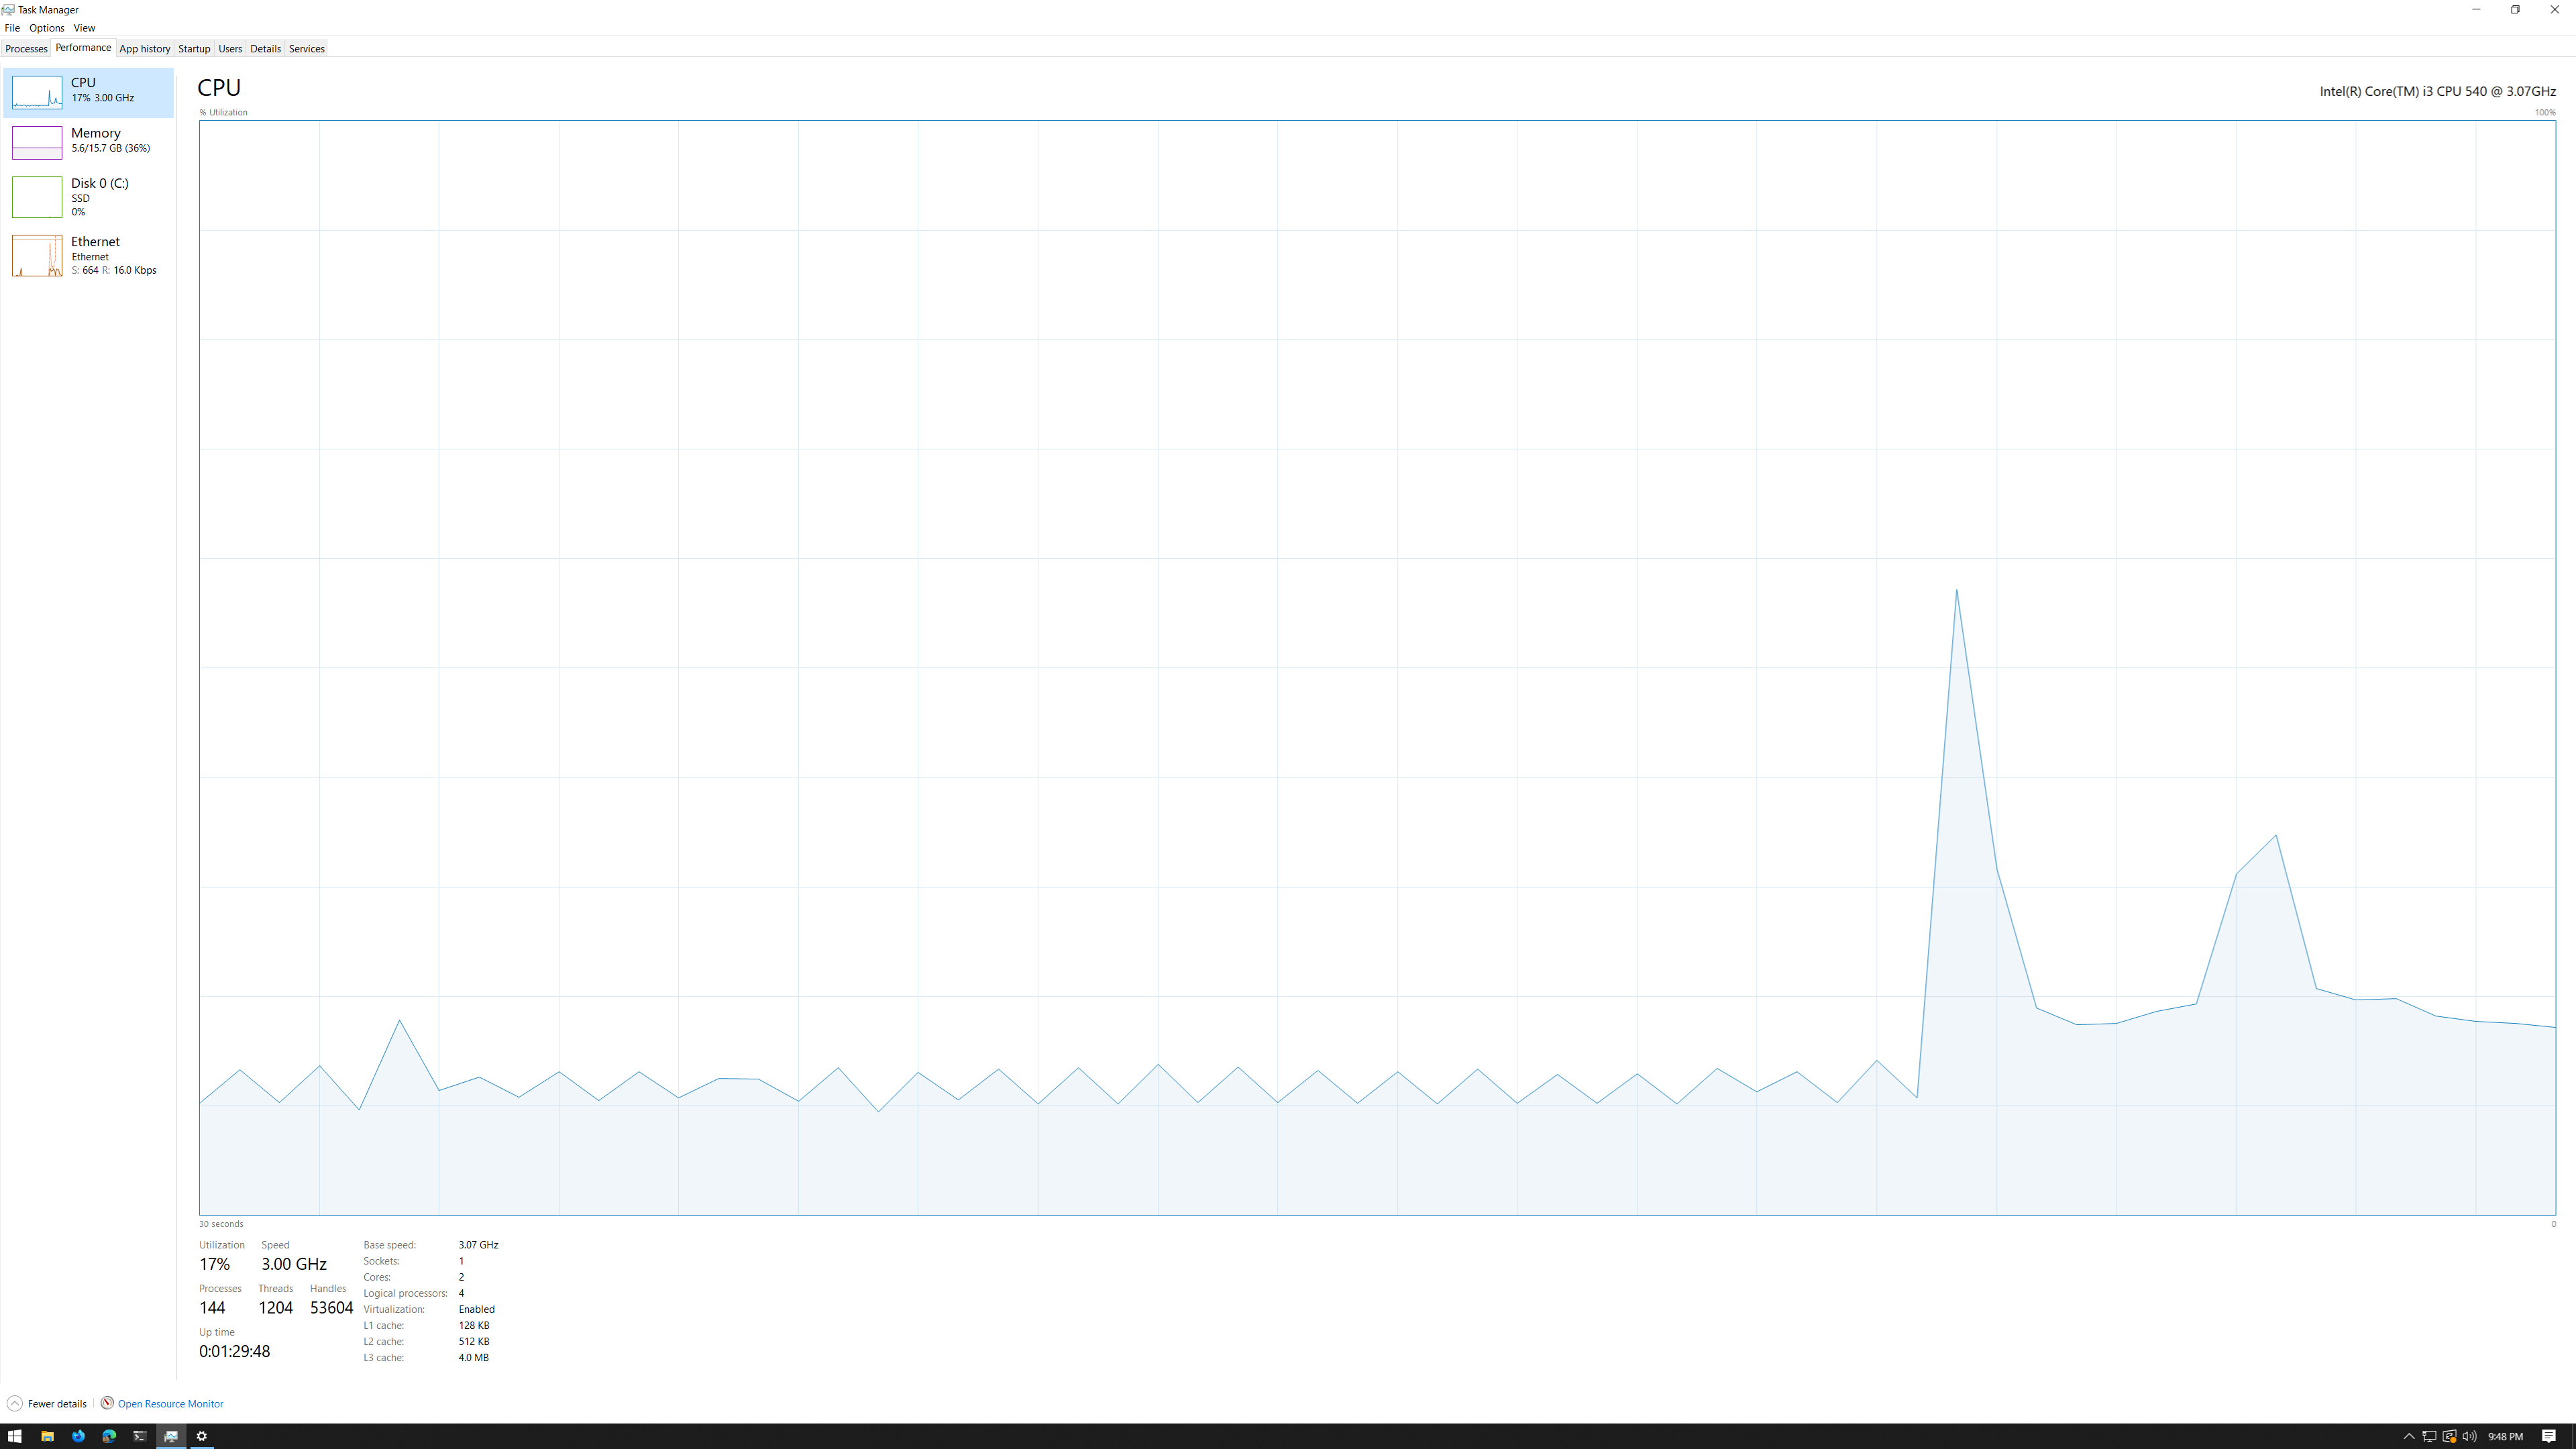 Task Manager
File Options View
Processes Performance App history Startup Users Details Services
CPU
17% 3.00 GHz
Memory
5.6/15.7 GB (36%)
Disk 0 (C:)
SSD
0%
Ethernet
Ethernet
S: 664 R: 16.0 Kbps
CPU
Intel(R) Core(TM) i3 CPU 540 @ 3.07GHz
% Utilization
100%
30 seconds
0
Utilization Speed
17% 3.00 GHz
Processes Threads Handles
144 1204 53604
Up time
0:01:29:48
Base speed: 3.07 GHz
Sockets: 1
Cores: 2
Logical processors: 4
Virtualization: Enabled
L1 cache: 128 KB
L2 cache: 512 KB
L3 cache: 4.0 MB
Fewer details
Open Resource Monitor
9:48 PM